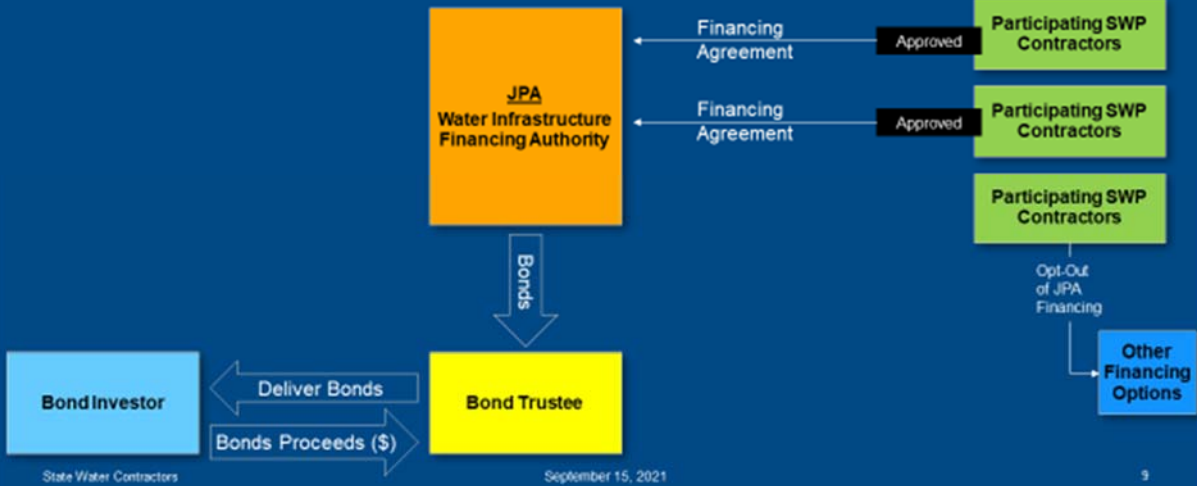 JPA
Water Infrastructure
Financing Authority
Financing
Agreement
Approved
Participating SWP
Contractors
Financing
Agreement
Approved
Participating SWP
Contractors
Participating SWP
Contractors
Opt-Out
of JPA
Financing
Other
Financing
Options
Bonds
Bond Investor
Deliver Bonds
Bonds Proceeds ($)
Bond Trustee
State Water Contractors
September 15, 2021
9